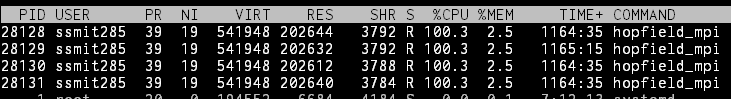 PID USER PR NI VIRT RES SHR S %CPU %MEM TIME+ COMMAND
28128 ssmit285 39 19 541948 202644 3792 R 100.3 2.5 1164:35 hopfield_mpi
28129 ssmit285 39 19 541948 202632 3792 R 100.3 2.5 1165:15 hopfield_mpi
28130 ssmit285 39 19 541948 202612 3788 R 100.3 2.5 1164:35 hopfield_mpi
28131 ssmit285 39 19 541948 202640 3784 R 100.3 2.5 1164:35 hopfield_mpi